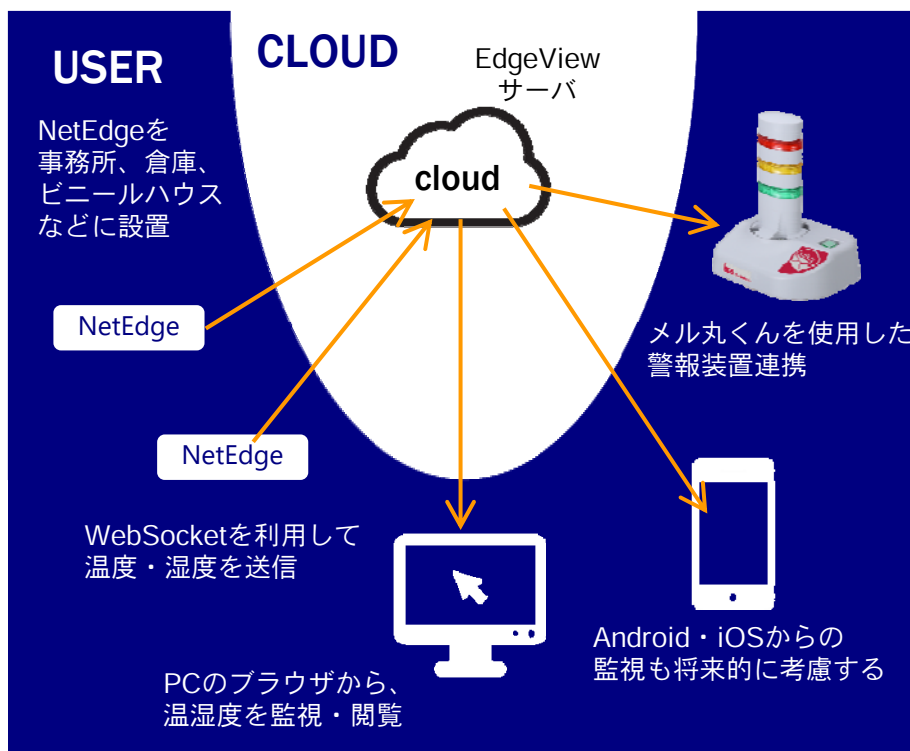 USER
CLOUD
EdgeView
サーバ
NetEdgeを
事務所、倉庫、
ビニールハウス
などに設置
cloud
NetEdge
メル丸くんを使用した
警報装置連携
NetEdge
WebSocketを利用して
温度・湿度を送信
Android・iOSからの
監視も将来的に考慮する
PCのブラウザから、
温湿度を監視・閲覧